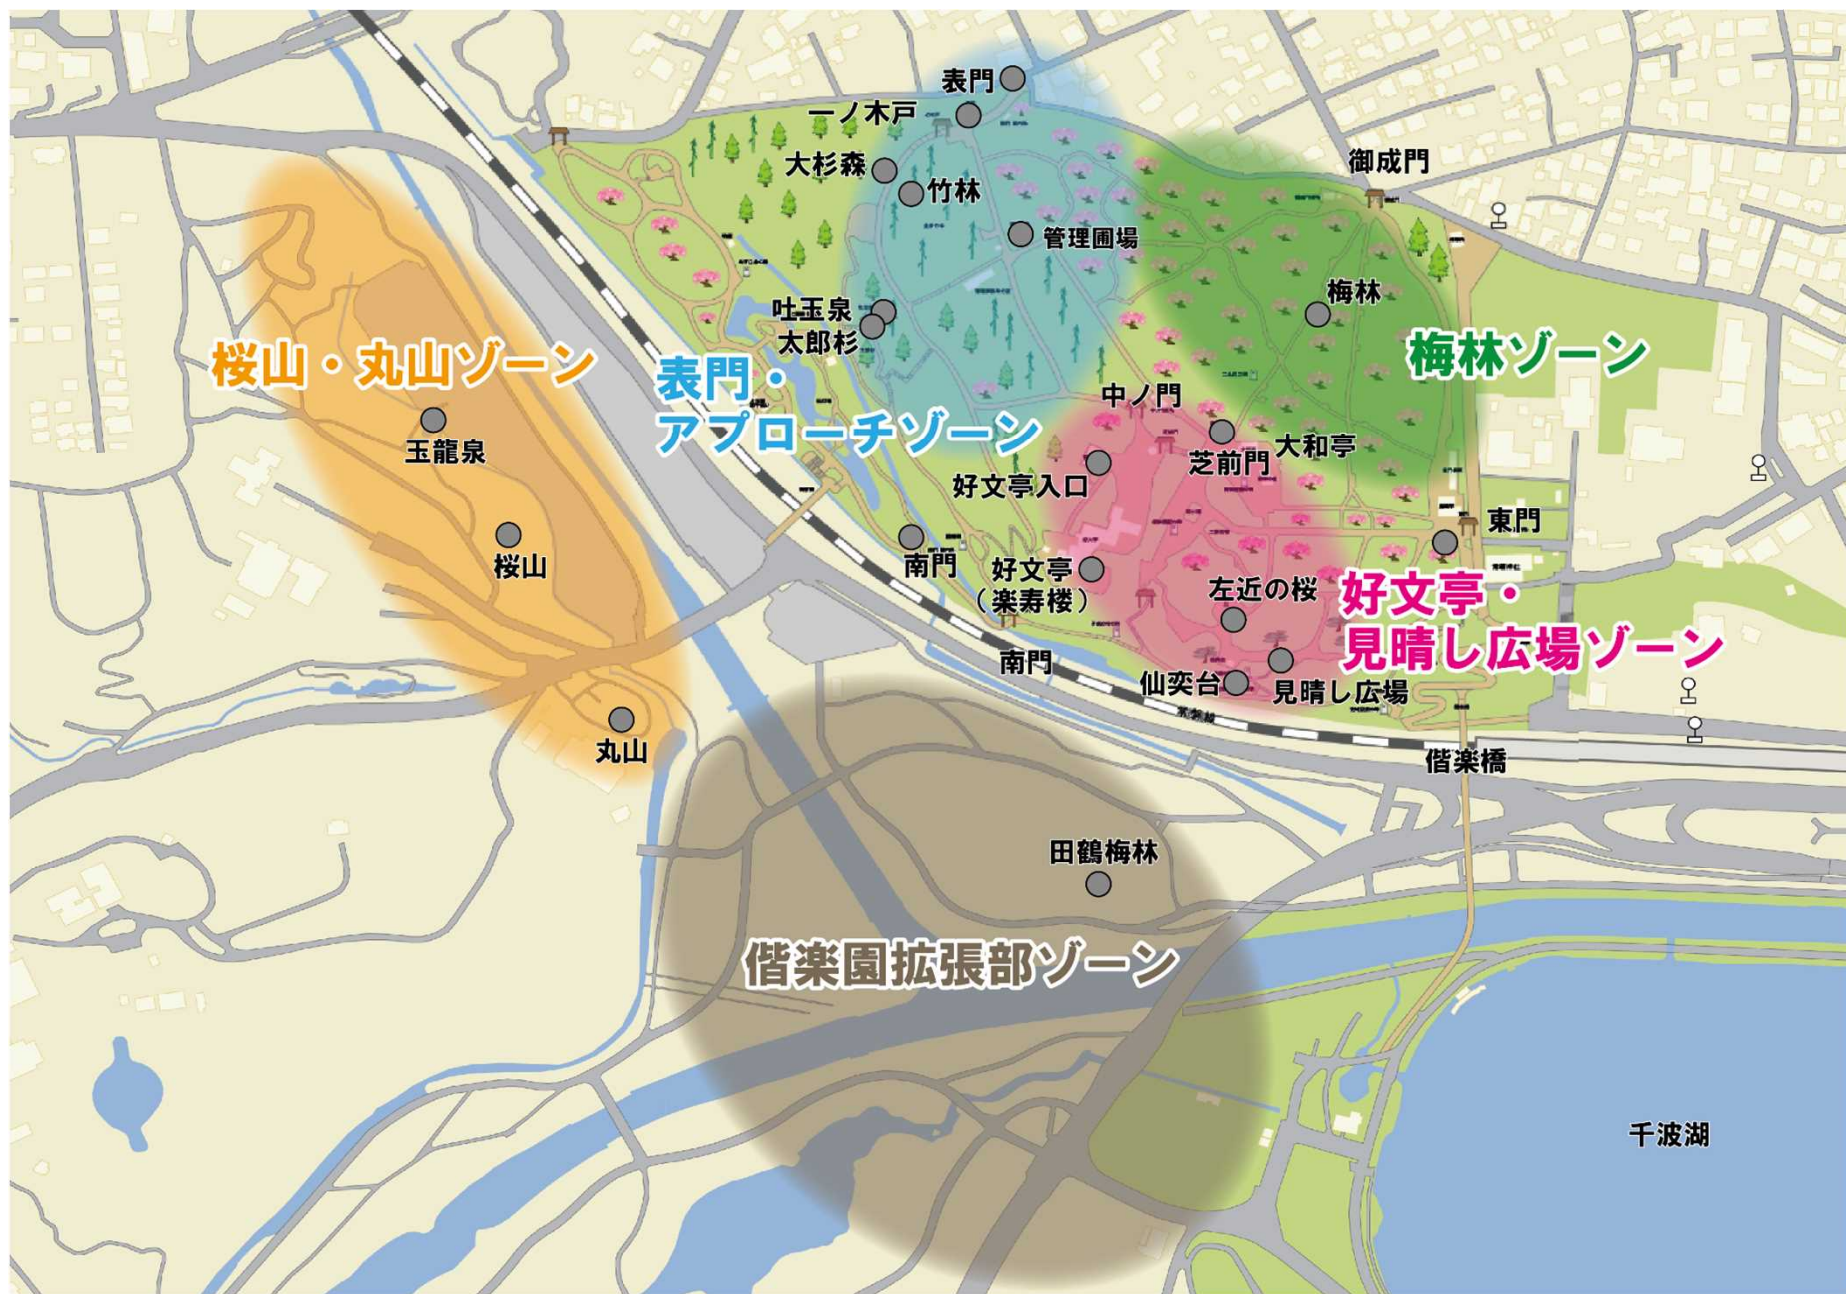 表門
一ノ木戸
大杉森
竹林
御成門
管理圃場
梅林
吐玉泉
太郎杉
桜山・丸山ゾーン
表門・
アプローチゾーン
梅林ゾーン
中ノ門
玉龍泉
芝前門
大和亭
好文亭入口
東門
桜山
南門
好文亭
（楽寿楼）
左近の桜
好文亭・
見晴し広場ゾーン
南門
仙奕台
見晴し広場
常磐線
丸山
偕楽橋
田鶴梅林
偕楽園拡張部ゾーン
千波湖